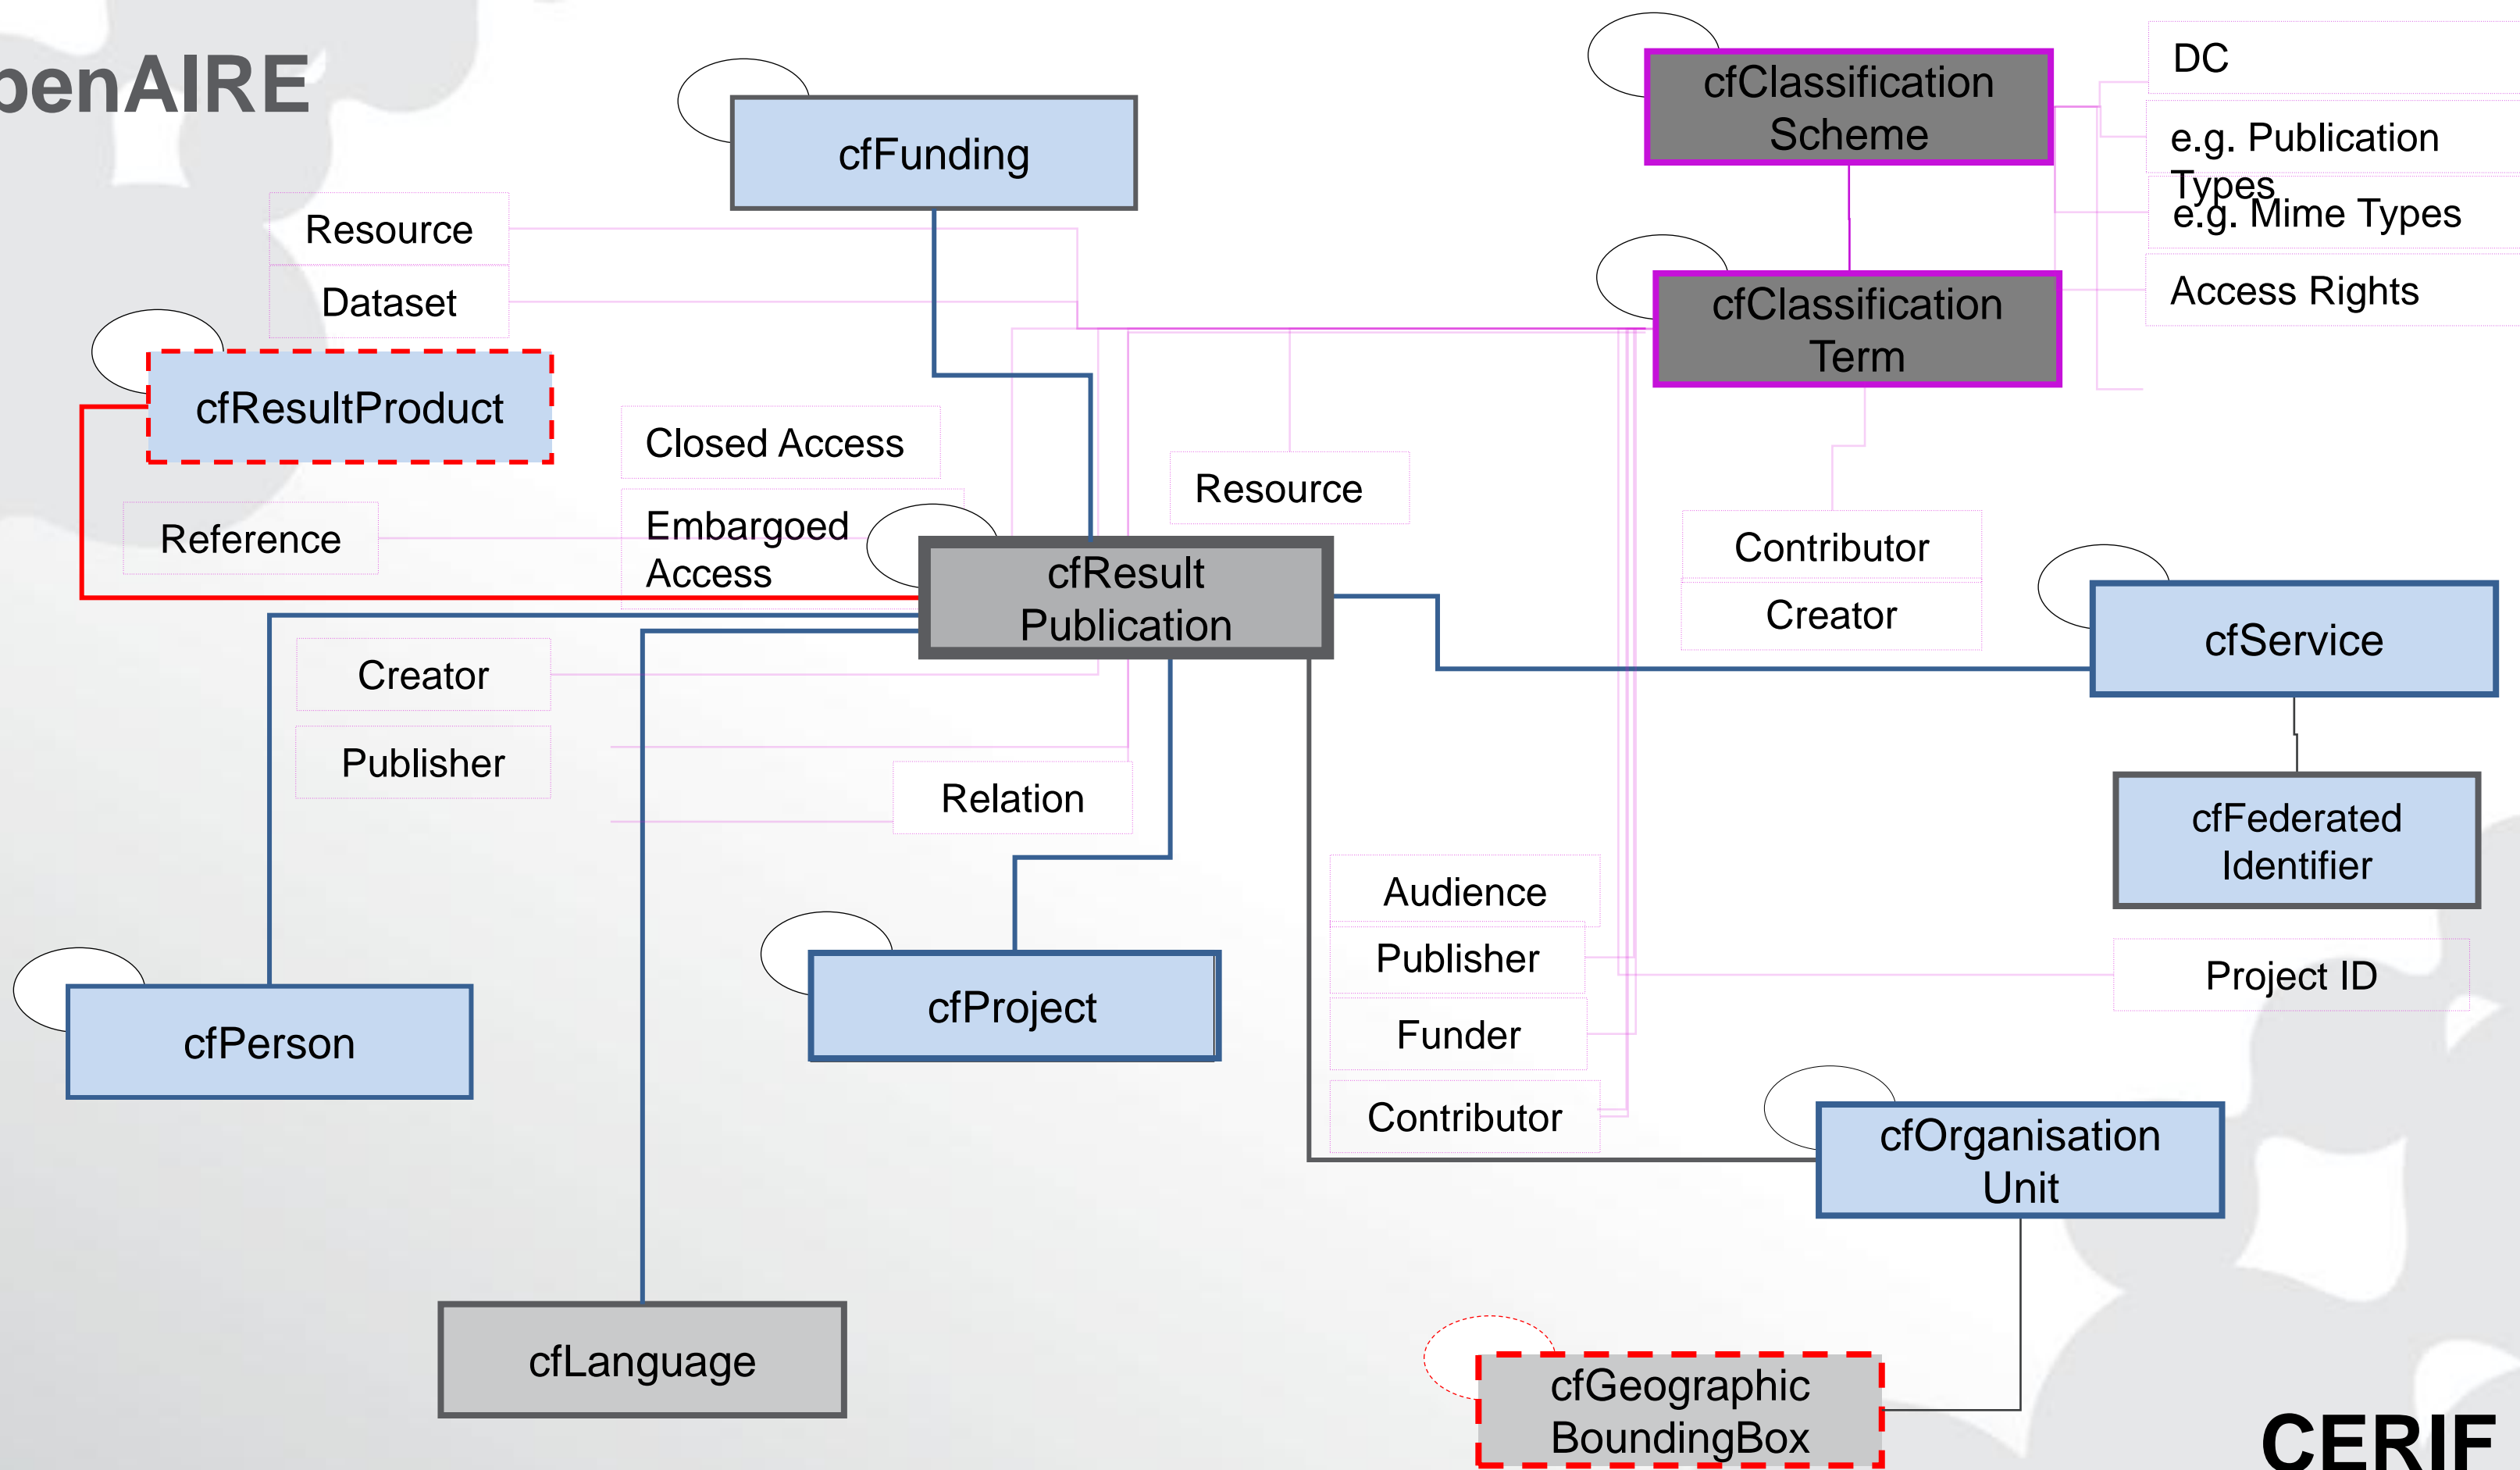 penAIRE
cfFunding
cfClassification
Scheme
DC
e.g. Publication
Types
e.g. Mime Types
Access Rights
Resource
Dataset
cfClassification
Term
cfResultProduct
Closed Access
Resource
Reference
Embargoed
Access
cfResult
Publication
Contributor
Creator
cfService
Creator
Publisher
Relation
cfFederated
Identifier
Audience
Publisher
Funder
Contributor
Project ID
cfPerson
cfProject
cfOrganisation
Unit
cfLanguage
cfGeographic
BoundingBox
CERIF